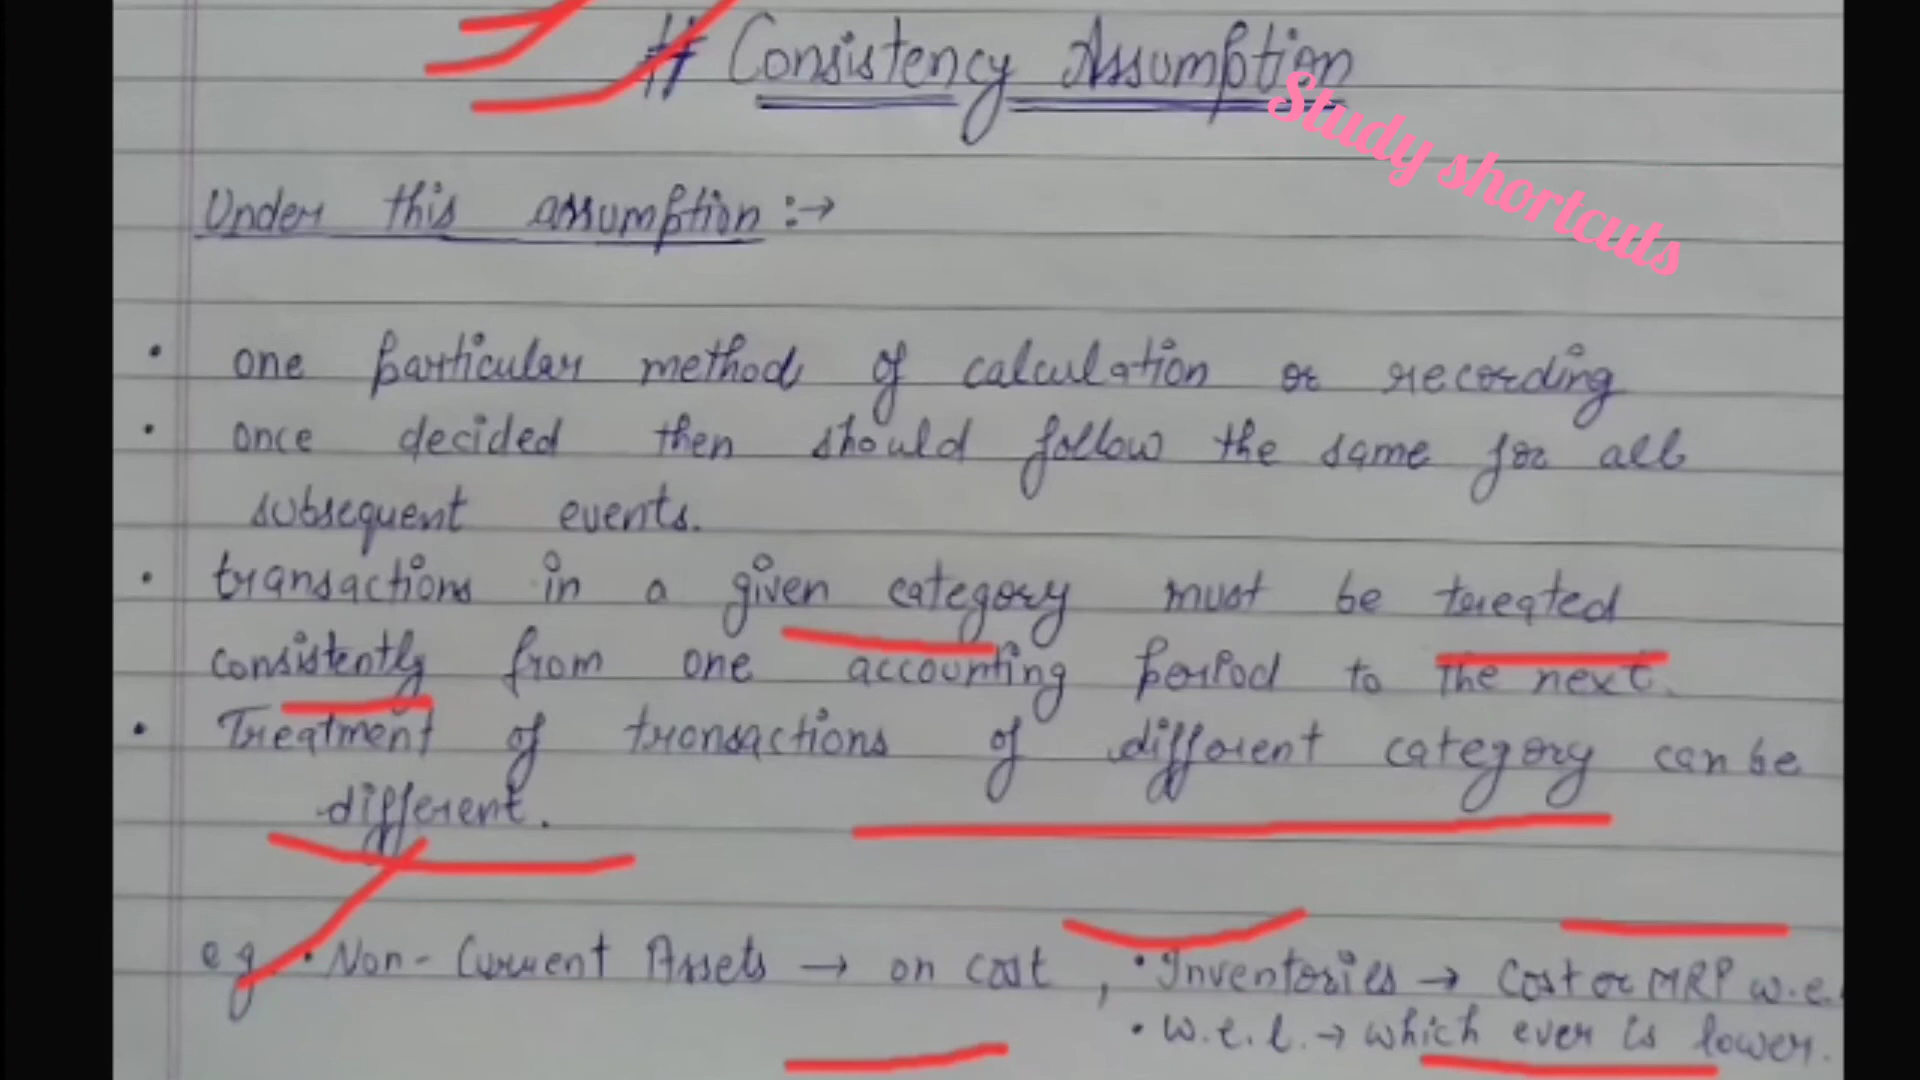 # Consistency Assumption
Study shortcuts
Under this assumption :→
• one particular method of calculation or recording
• once decided then should follow the same for all
subsequent events.
• transactions in a given category must be treated
consistently from one accounting period to the next.
• Treatment of transactions of different category can be
different.
e.g. • Non-Current Assets → on cost , • Inventories → Cost or MRP w.e.
• w.e.l. → which ever is lower.